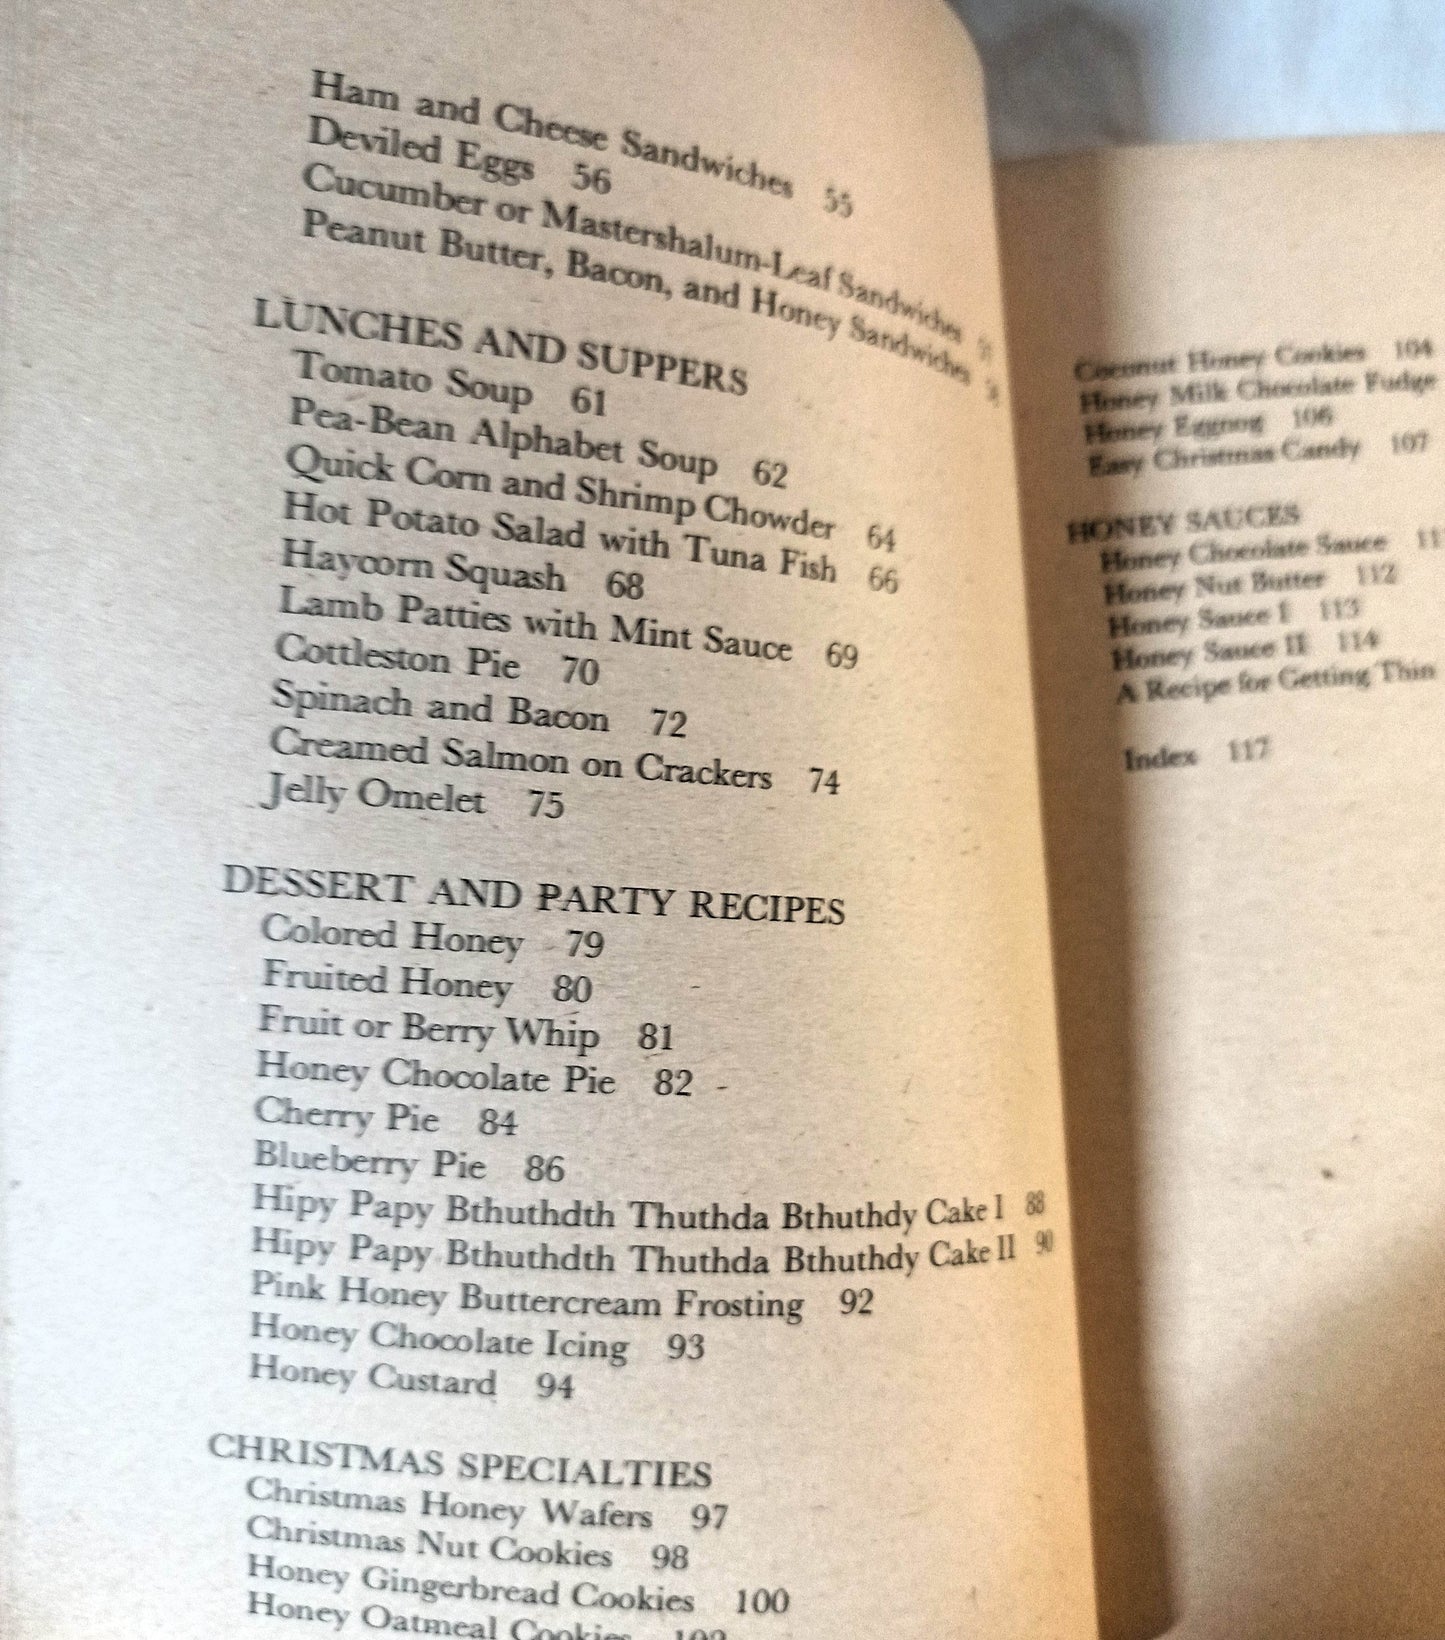 Ham and Cheese Sandwiches 55
Deviled Eggs 56
Cucumber or Mastershalum-Leaf Sandwiches
Peanut Butter, Bacon, and Honey Sandwiches
LUNCHES AND SUPPERS
Tomato Soup 61
Pea-Bean Alphabet Soup 62
Quick Corn and Shrimp Chowder 64
Hot Potato Salad with Tuna Fish 66
Haycorn Squash 68
Lamb Patties with Mint Sauce 69
Cottleston Pie 70
Spinach and Bacon 72
Creamed Salmon on Crackers 74
Jelly Omelet 75
DESSERT AND PARTY RECIPES
Colored Honey 79
Fruited Honey 80
Fruit or Berry Whip 81
Honey Chocolate Pie 82
Cherry Pie 84
Blueberry Pie 86
Hipy Papy Bthuthdth Thuthda Bthuthdy Cake I 88
Hipy Papy Bthuthdth Thuthda Bthuthdy Cake II 90
Pink Honey Buttercream Frosting 92
Honey Chocolate Icing 93
Honey Custard 94
CHRISTMAS SPECIALTIES
Christmas Honey Wafers 97
Christmas Nut Cookies 98
Honey Gingerbread Cookies 100
Honey Oatmeal Cookies
Coconut Honey Cookies 104
Honey Milk Chocolate Fudge
Honey Eggnog 106
Easy Christmas Candy 107
HONEY SAUCES
Honey Chocolate Sauce
Honey Nut Butter 112
Honey Sauce I 113
Honey Sauce II 114
A Recipe for Getting Thin
Index 117